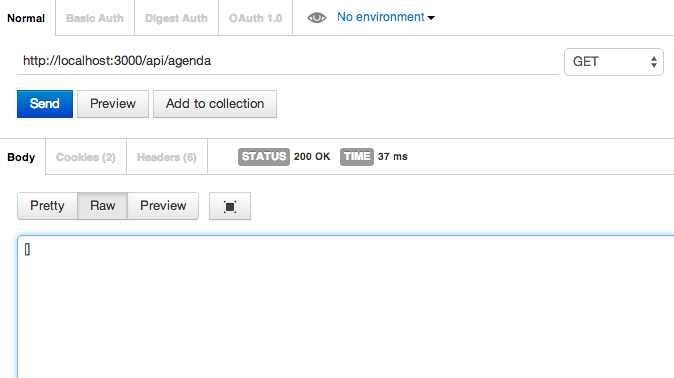 Normal Basic Auth Digest Auth OAuth 1.0 No environment
http://localhost:3000/api/agenda GET
Send Preview Add to collection
Body Cookies (2) Headers (6) STATUS 200 OK TIME 37 ms
Pretty Raw Preview
[]